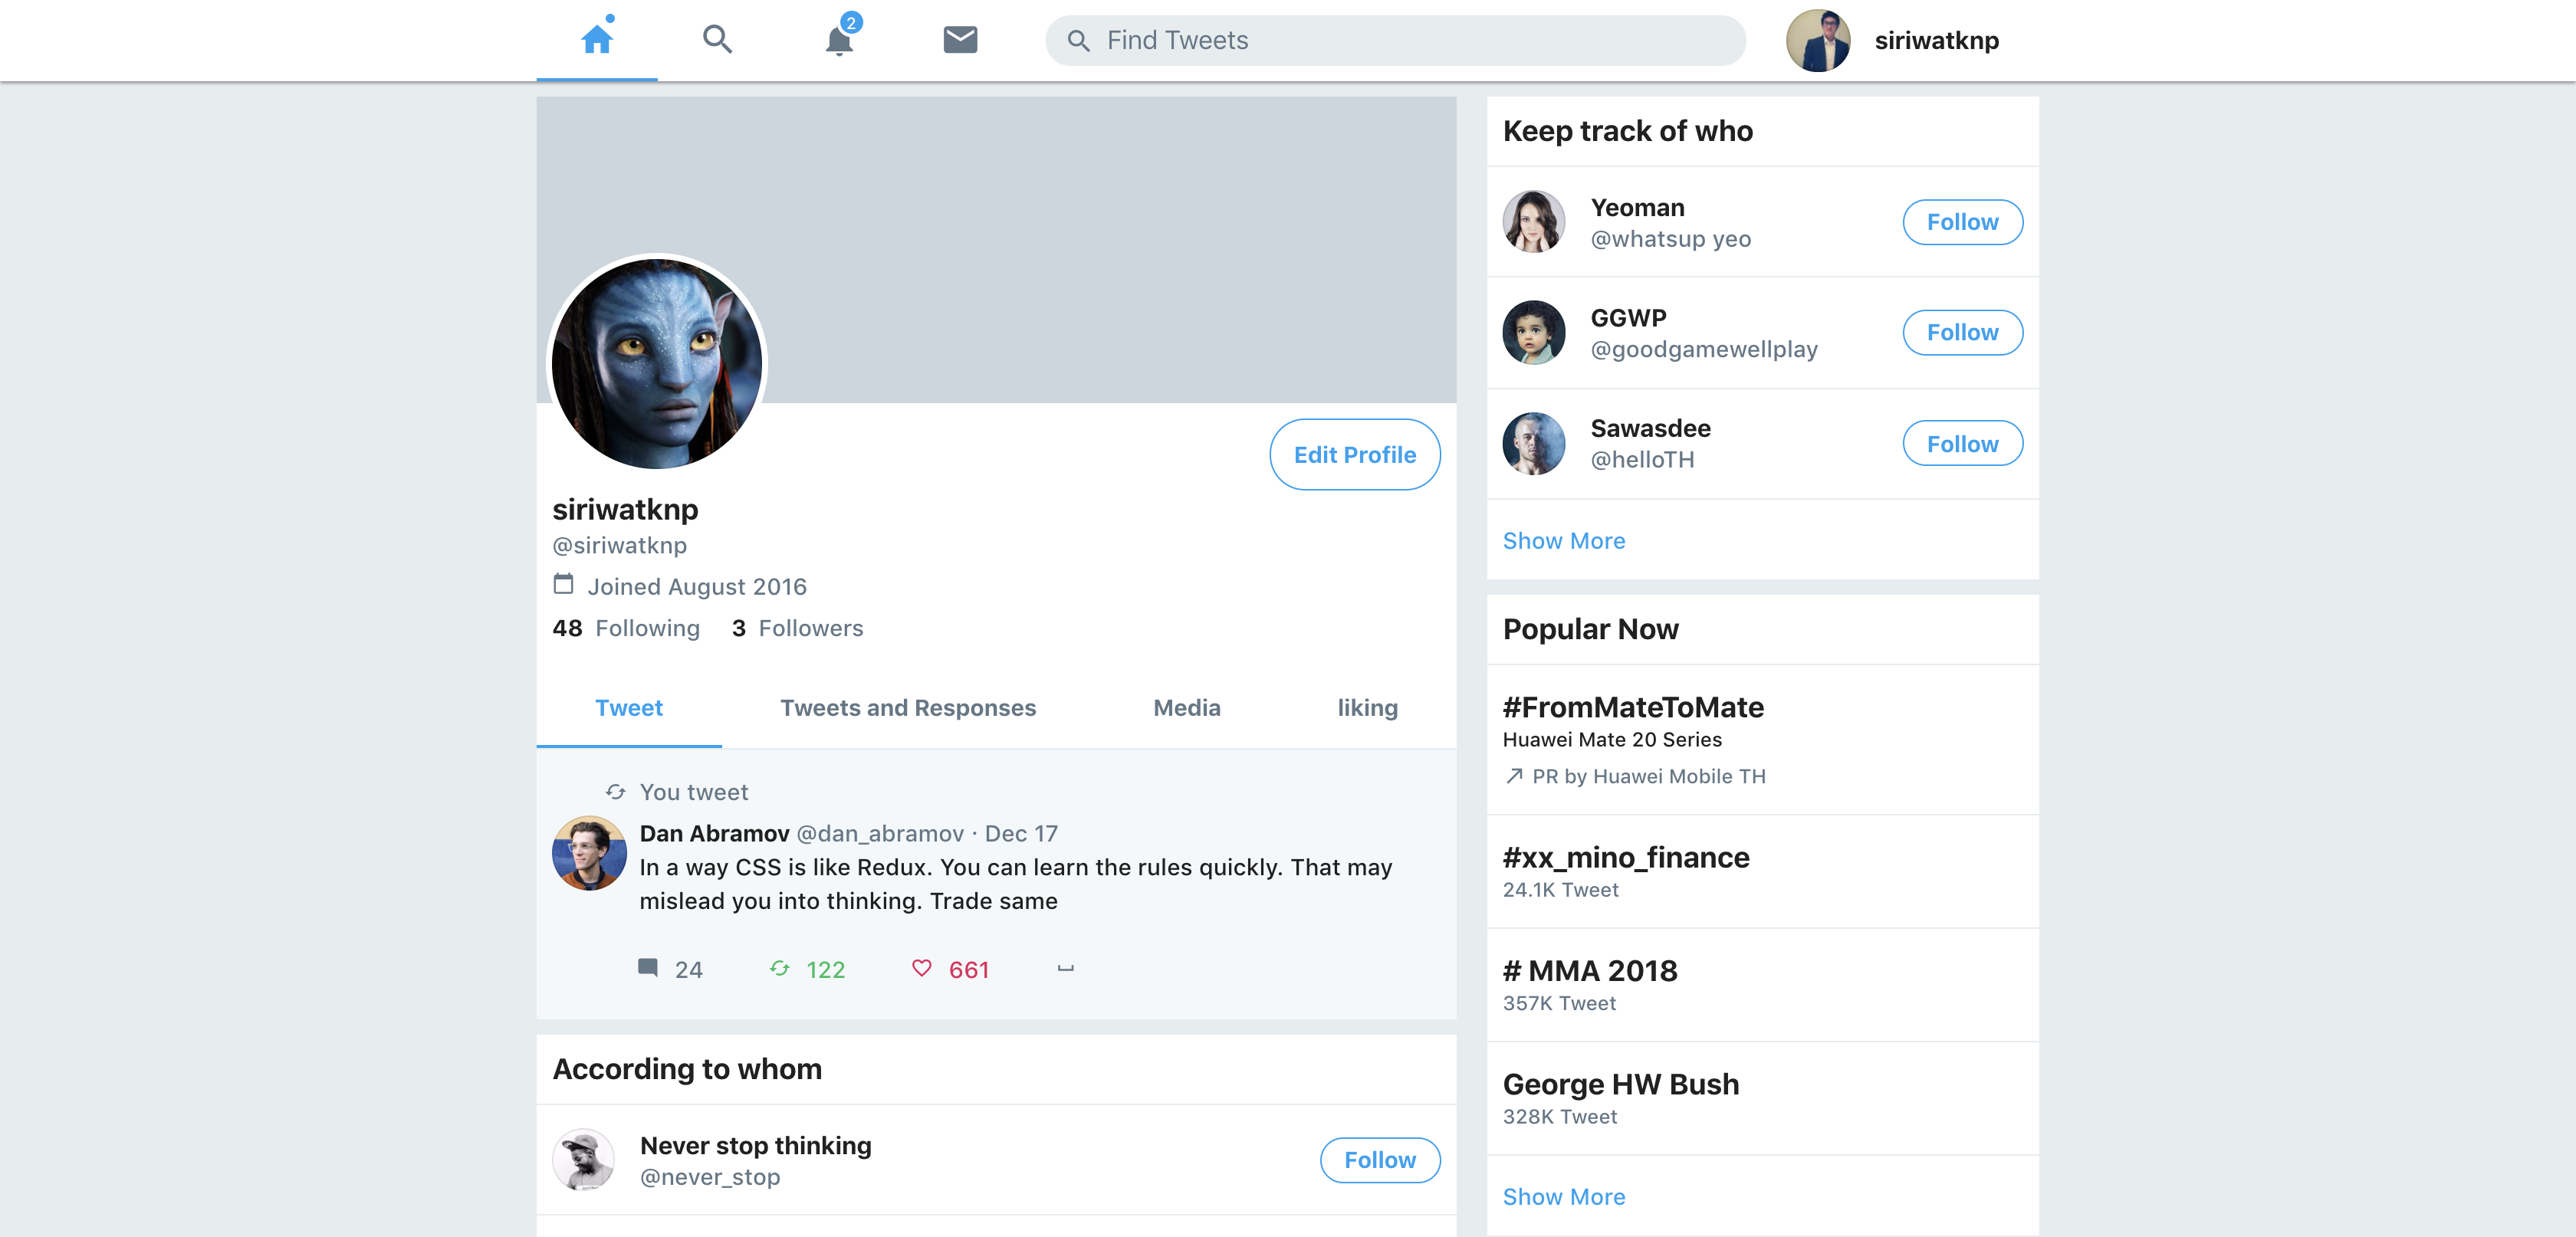 2
Find Tweets
siriwatknp
Edit Profile
siriwatknp
@siriwatknp
Joined August 2016
48 Following 3 Followers
Tweet Tweets and Responses Media liking
You tweet
Dan Abramov @dan_abramov · Dec 17
In a way CSS is like Redux. You can learn the rules quickly. That may
mislead you into thinking. Trade same
24 122 661
According to whom
Never stop thinking
@never_stop
Follow
Keep track of who
Yeoman
@whatsup yeo
Follow
GGWP
@goodgamewellplay
Follow
Sawasdee
@helloTH
Follow
Show More
Popular Now
#FromMateToMate
Huawei Mate 20 Series
PR by Huawei Mobile TH
#xx_mino_finance
24.1K Tweet
# MMA 2018
357K Tweet
George HW Bush
328K Tweet
Show More